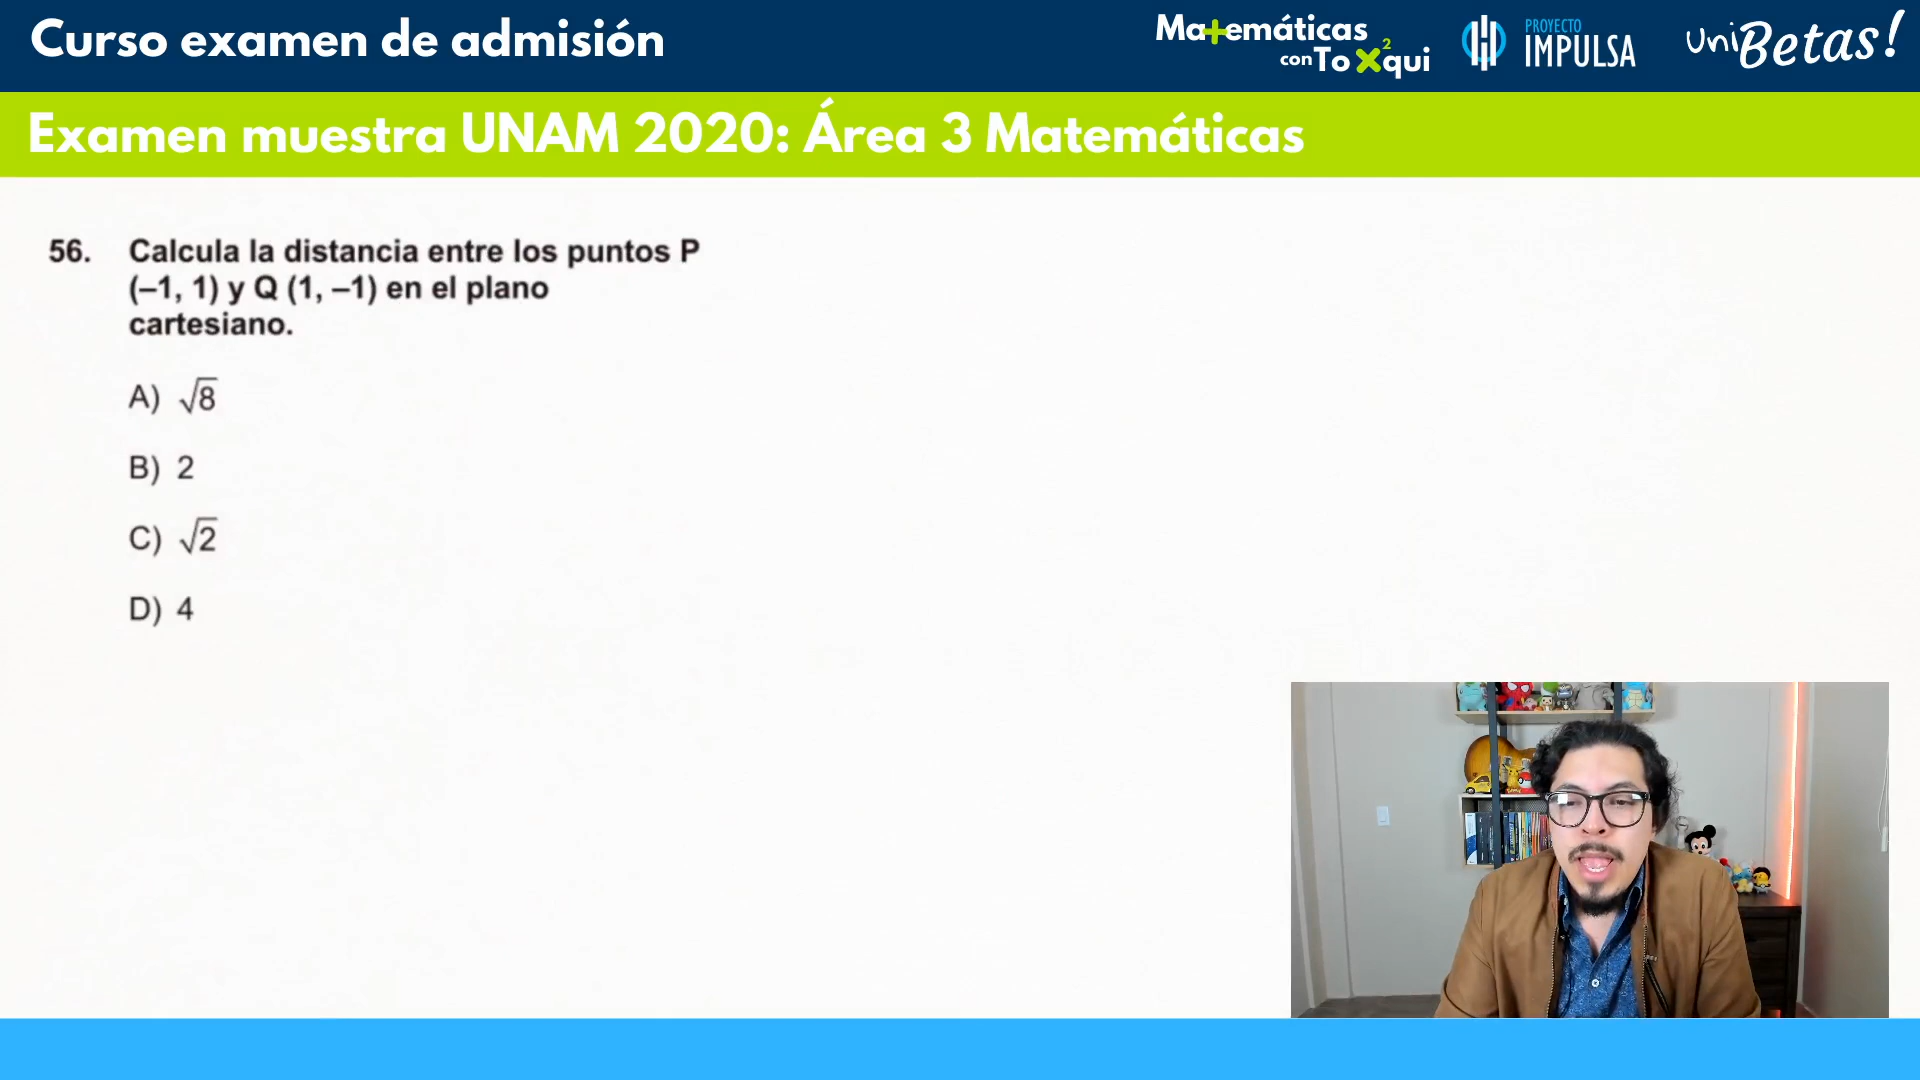 Curso examen de admisión
Matemáticas
con To x² qui
PROYECTO
IMPULSA
uniBetas!
Examen muestra UNAM 2020: Área 3 Matemáticas
56. Calcula la distancia entre los puntos P
(–1, 1) y Q (1, –1) en el plano
cartesiano.
A) √8
B) 2
C) √2
D) 4